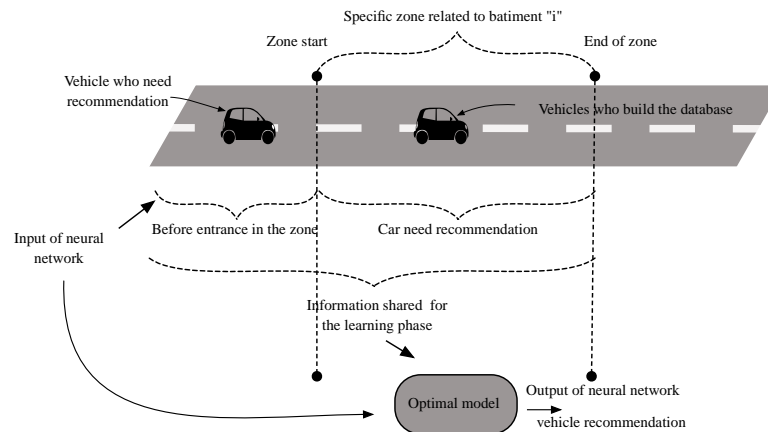 Specific zone related to batiment "i"
Zone start
End of zone
Vehicle who need
recommendation
Vehicles who build the database
Before entrance in the zone
Car need recommendation
Input of neural
network
Information shared for
the learning phase
Optimal model
Output of neural network
vehicle recommendation